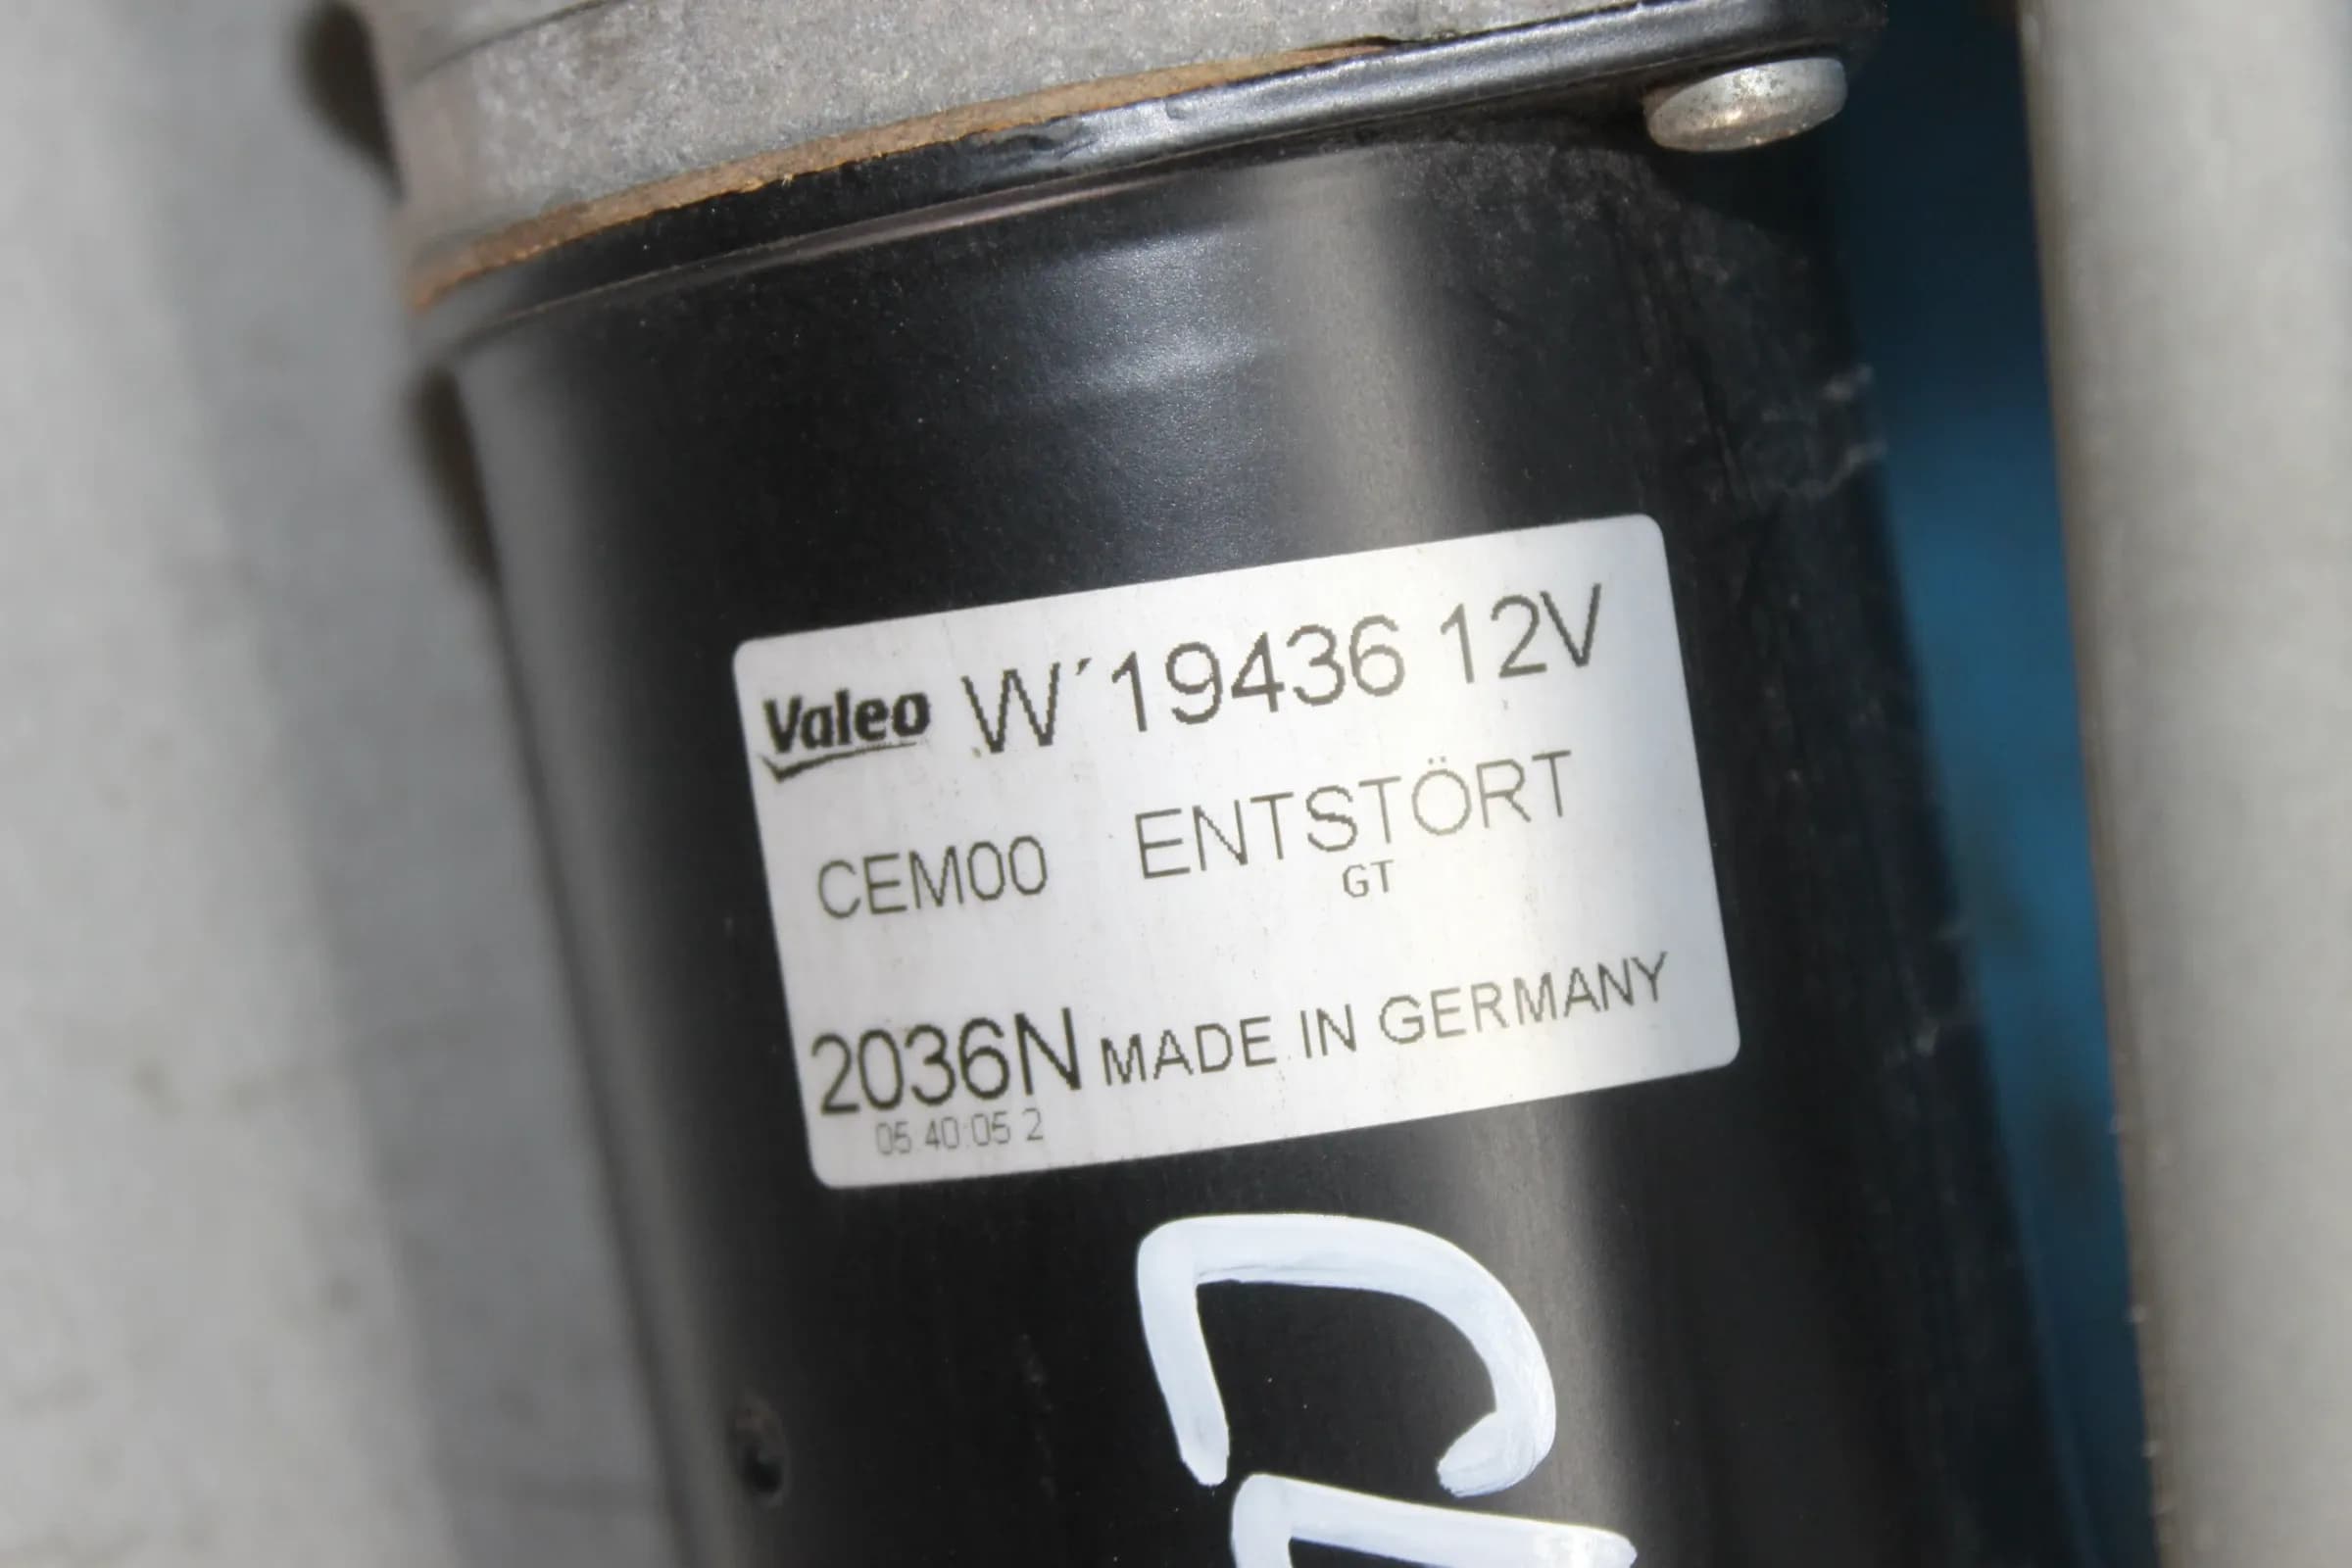 Valeo W´19436 12V
CEM00 ENTSTÖRT
GT
2036N MADE IN GERMANY
05 40:05 2